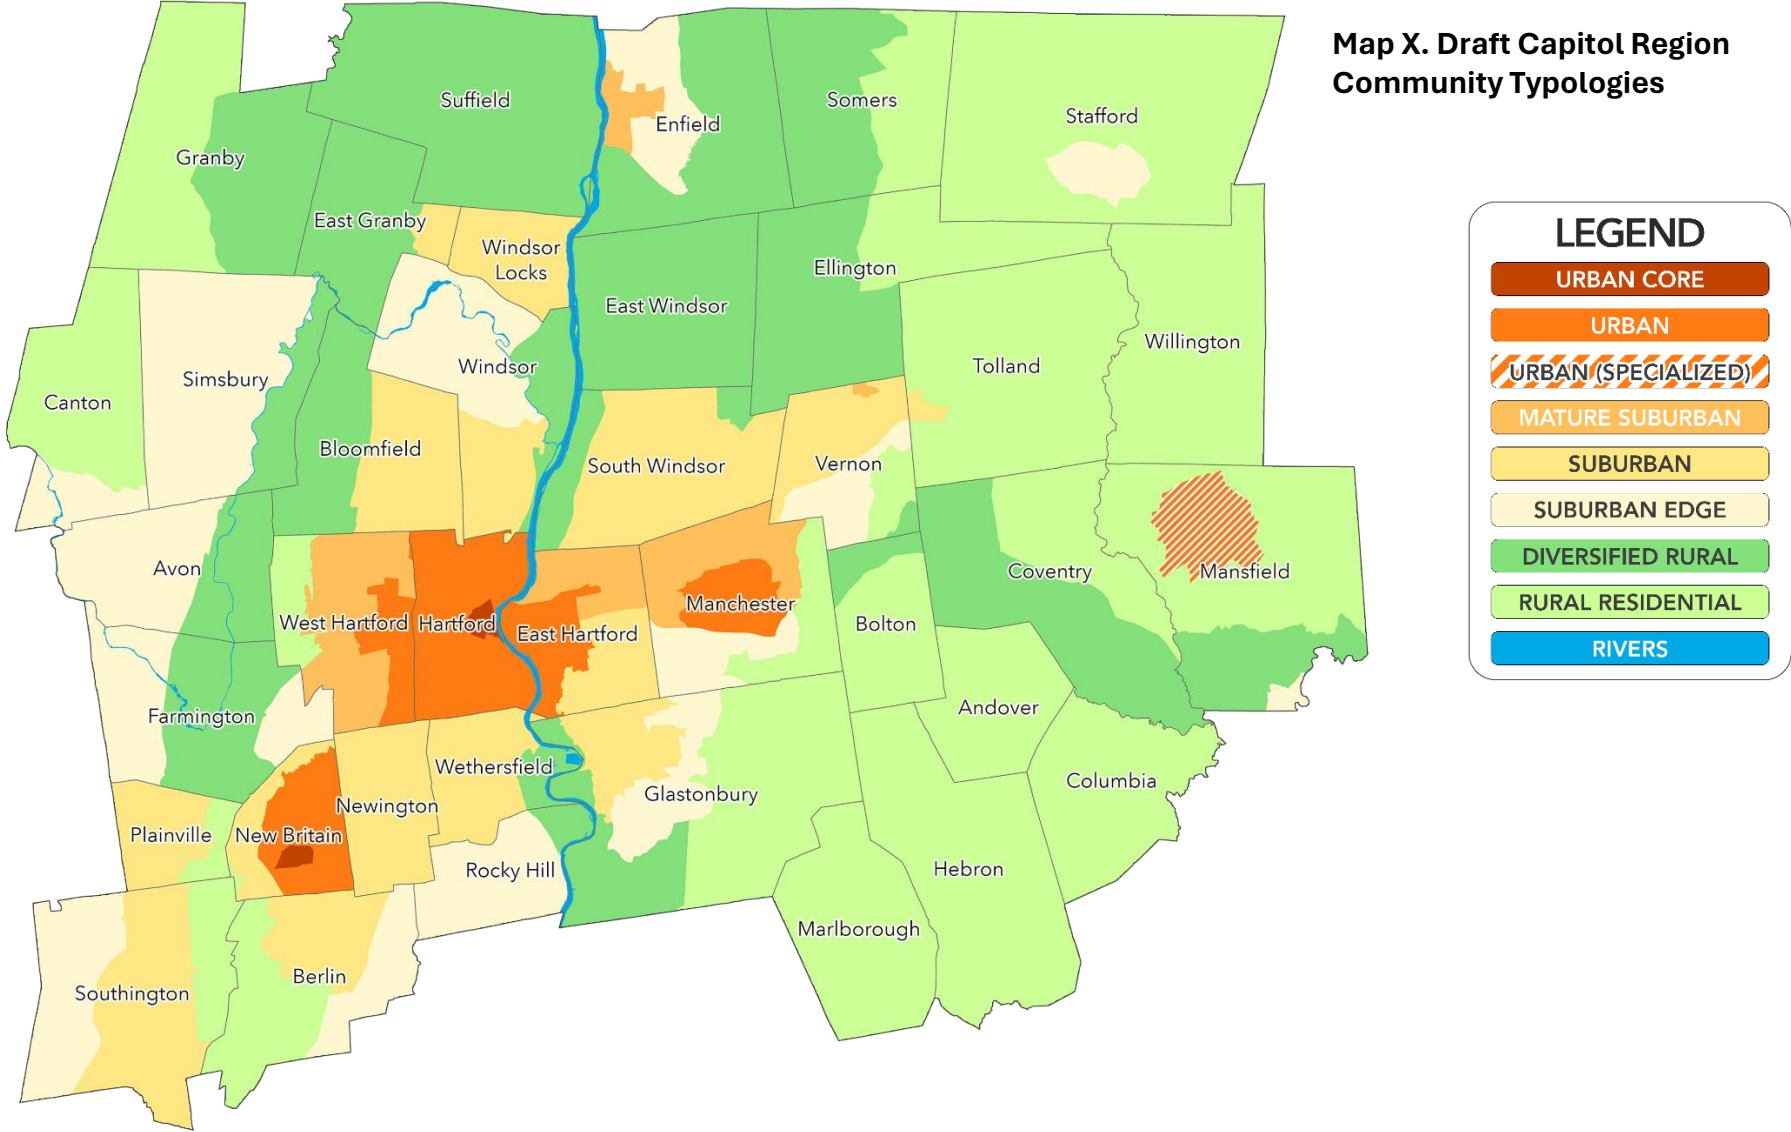 Map X. Draft Capitol Region
Community Typologies
Suffield
Somers
Enfield
Stafford
Granby
East Granby
Windsor
Locks
Ellington
East Windsor
Willington
Windsor
Tolland
Simsbury
Canton
Bloomfield
Vernon
South Windsor
Avon
Coventry
Mansfield
Manchester
West Hartford
Hartford
East Hartford
Bolton
Andover
Farmington
Wethersfield
Columbia
Glastonbury
Newington
Plainville
New Britain
Rocky Hill
Hebron
Marlborough
Berlin
Southington
LEGEND
URBAN CORE
URBAN
URBAN (SPECIALIZED)
MATURE SUBURBAN
SUBURBAN
SUBURBAN EDGE
DIVERSIFIED RURAL
RURAL RESIDENTIAL
RIVERS